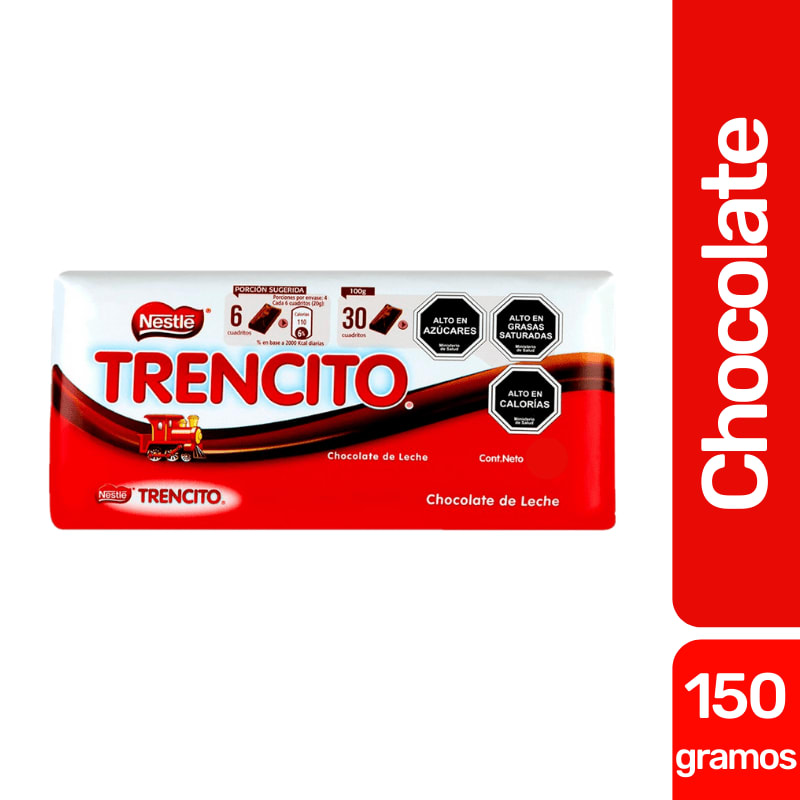 PORCIÓN SUGERIDA
Porciones por envase: 4
Cada 6 cuadritos (20g)
6
cuadritos
Calorías
110
6%
% en base a 2000 Kcal diarias
100g
30
cuadritos
ALTO EN
AZÚCARES
Ministerio
de Salud
ALTO EN
GRASAS
SATURADAS
Ministerio
de Salud
ALTO EN
CALORÍAS
Ministerio
de Salud
Nestlé
TRENCITO®
Chocolate de Leche
Cont.Neto
Nestlé® TRENCITO®
Chocolate de Leche
Chocolate
150
gramos